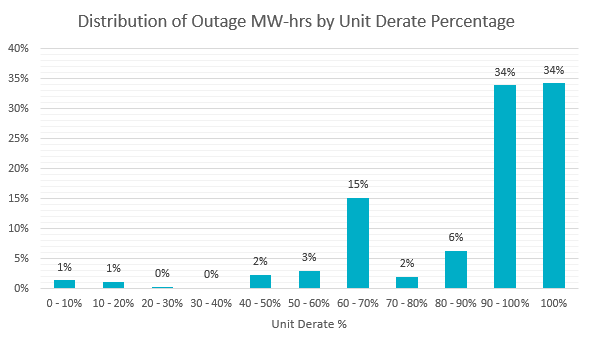 Distribution of Outage MW-hrs by Unit Derate Percentage
40%
35%
30%
25%
20%
15%
10%
5%
0%
1%
1%
0%
0%
2%
3%
15%
2%
6%
34%
34%
0 - 10%
10 - 20%
20 - 30%
30 - 40%
40 - 50%
50 - 60%
60 - 70%
70 - 80%
80 - 90%
90 - 100%
100%
Unit Derate %